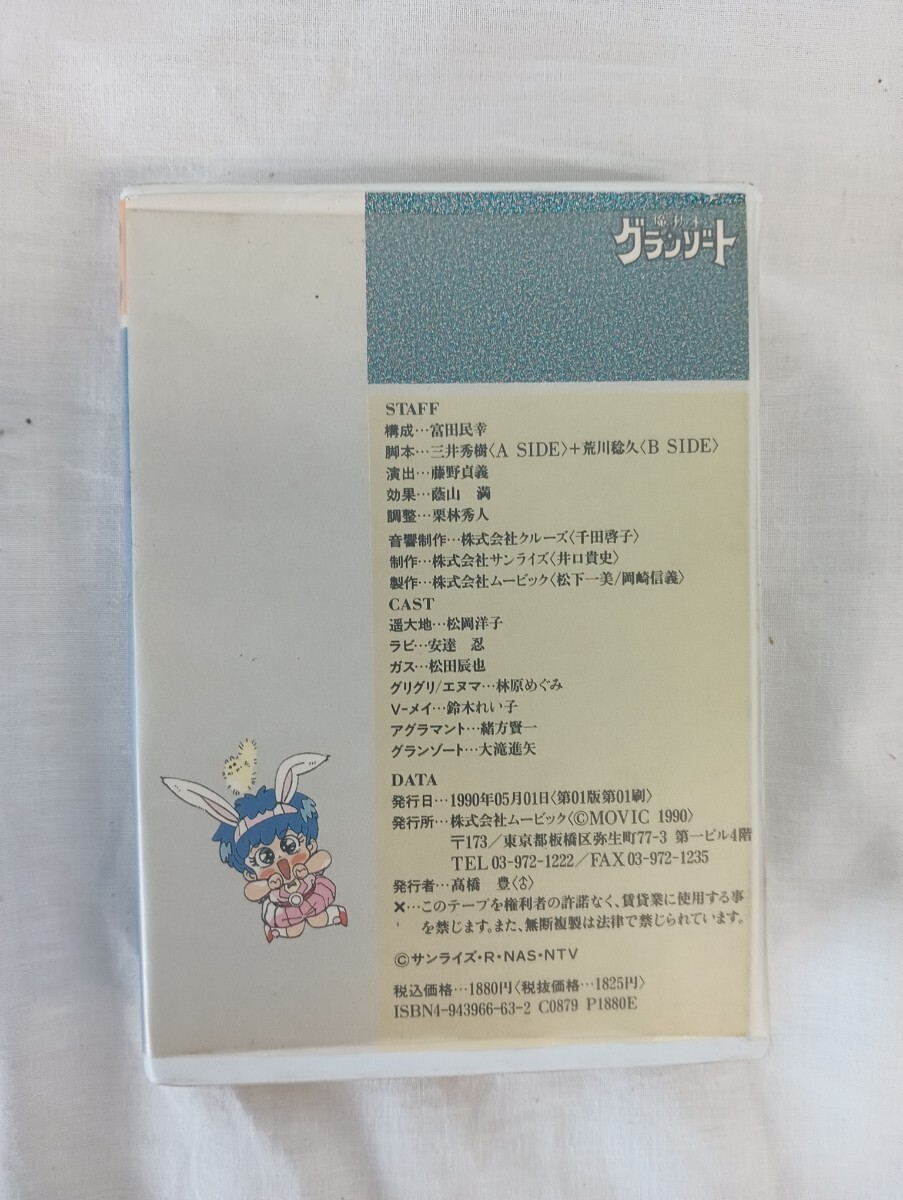 グランゾート
STAFF
構成…富田民幸
脚本…三井秀樹〈A SIDE〉+荒川稔久〈B SIDE〉
演出…藤野貞義
効果…蔭山 満
調整…栗林秀人
音響制作…株式会社クルーズ〈千田啓子〉
制作…株式会社サンライズ〈井口貴史〉
製作…株式会社ムービック〈松下一美/岡崎信義〉
CAST
遥大地…松岡洋子
ラビ…安達 忍
ガス…松田辰也
グリグリ/エヌマ…林原めぐみ
V-メイ…鈴木れい子
アグラマント…緒方賢一
グランゾート…大滝進矢
DATA
発行日…1990年05月01日〈第01版第01刷〉
発行所…株式会社ムービック〈©MOVIC 1990〉
〒173／東京都板橋区弥生町77-3 第一ビル4階
TEL 03-972-1222／FAX 03-972-1235
発行者…高橋 豊〈♂〉
×…このテープを権利者の許諾なく、賃貸業に使用する事
を禁じます。また、無断複製は法律で禁じられています。
©サンライズ・R・NAS・NTV
税込価格…1880円〈税抜価格…1825円〉
ISBN4-943966-63-2 C0879 P1880E